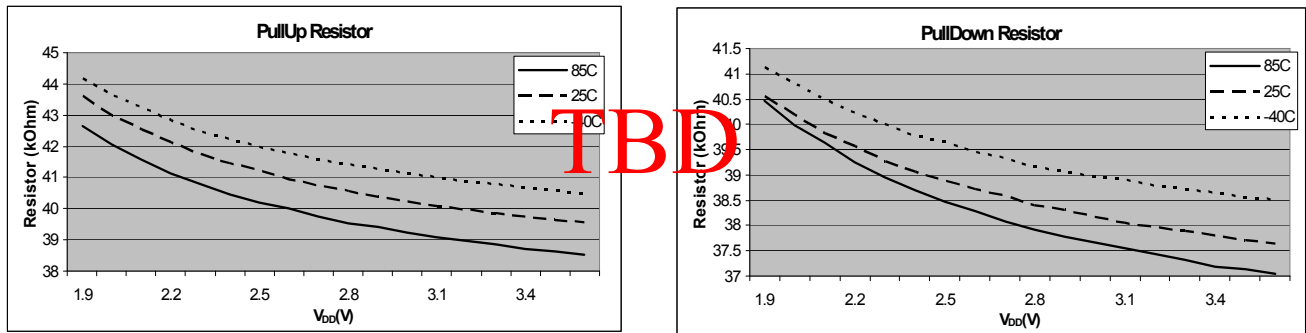 PullUp Resistor
45
44
43
42
41
40
39
38
Resistor (kOhm)
1.9 2.2 2.5 2.8 3.1 3.4
VDD(V)
85C
25C
-40C
TBD
PullDown Resistor
41.5
41
40.5
40
39.5
39
38.5
38
37.5
37
Resistor (kOhm)
1.9 2.2 2.5 2.8 3.1 3.4
VDD(V)
85C
25C
-40C